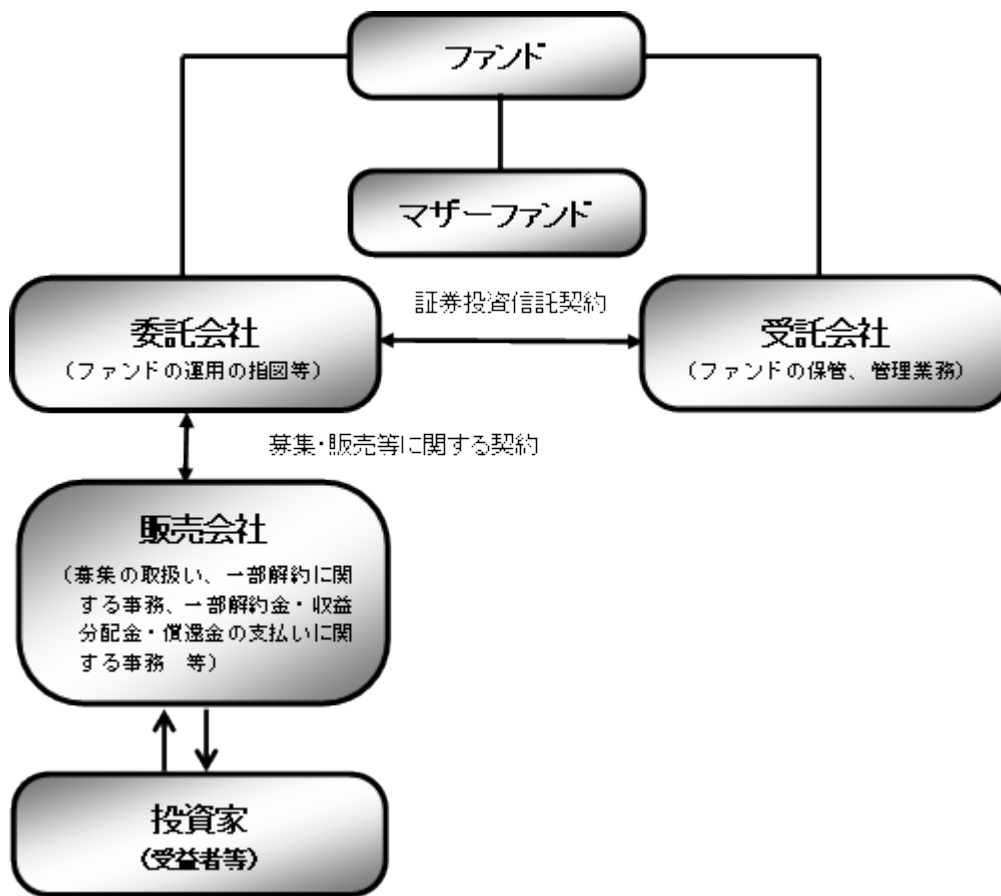 ファンド
マザーファンド
証券投資信託契約
委託会社
(ファンドの運用の指図等)
受託会社
(ファンドの保管、管理業務)
募集・販売等に関する契約
販売会社
(募集の取扱い、一部解約に関
する事務、一部解約金・収益
分配金・償還金の支払いに関
する事務　等)
投資家
(受益者等)